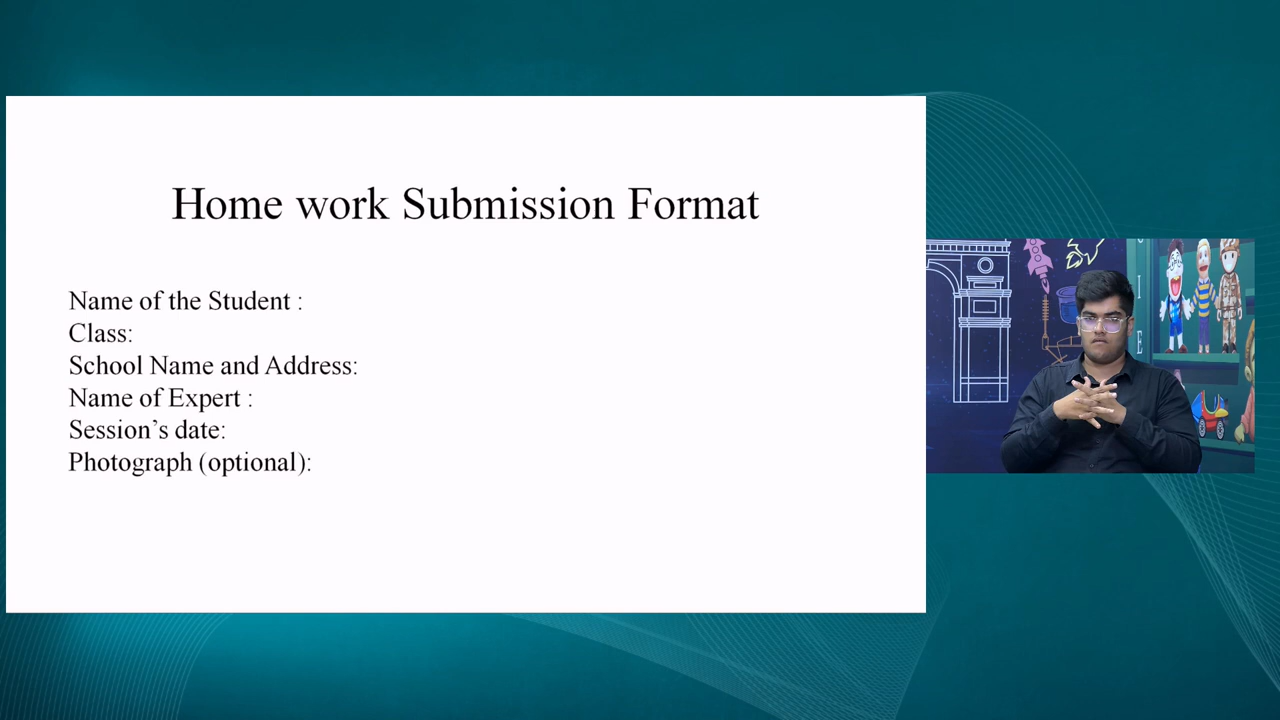 Home work Submission Format
Name of the Student :
Class:
School Name and Address:
Name of Expert :
Session’s date:
Photograph (optional):
I
E